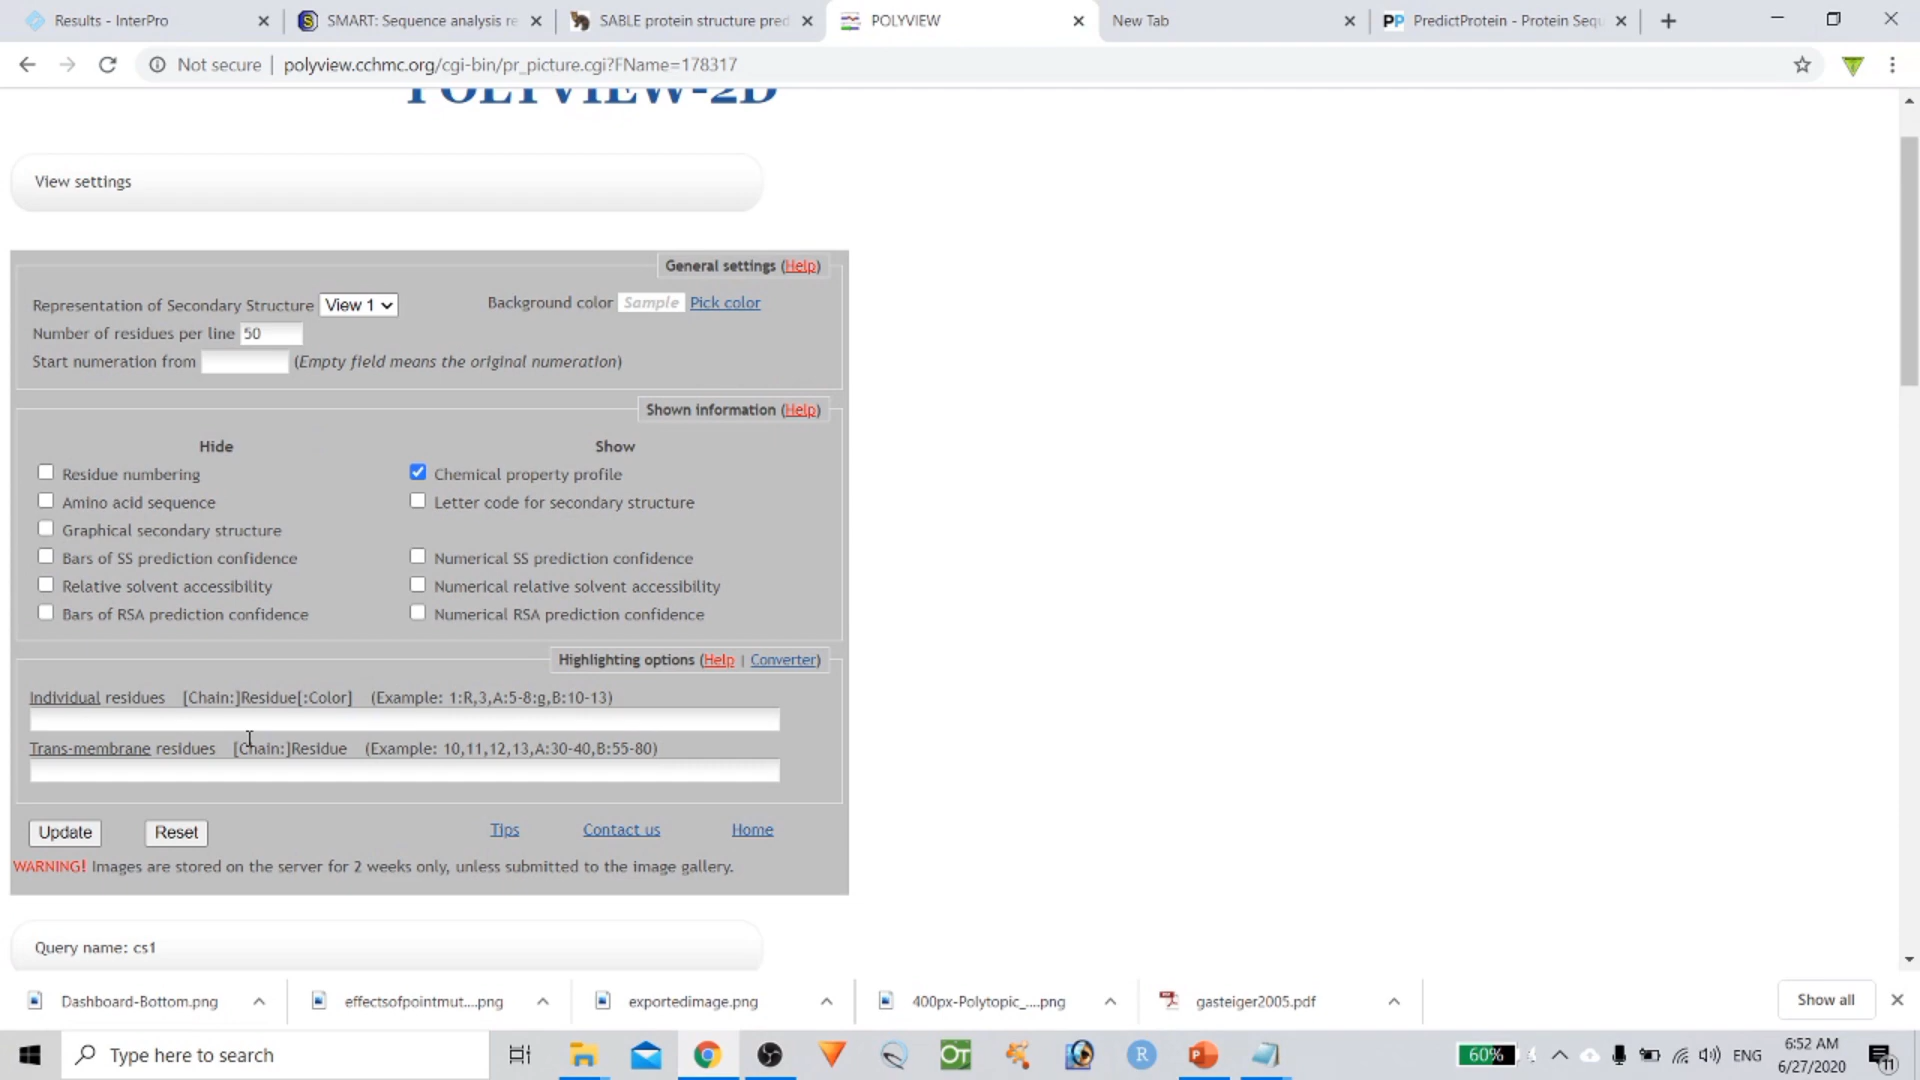 Results - InterPro
SMART: Sequence analysis re
SABLE protein structure pred
POLYVIEW
New Tab
PredictProtein - Protein Sequ
Not secure | polyview.cchmc.org/cgi-bin/pr_picture.cgi?FName=178317
POLYVIEW-2D
View settings
General settings (Help)
Representation of Secondary Structure View 1 Background color Sample Pick color
Number of residues per line 50
Start numeration from (Empty field means the original numeration)
Shown information (Help)
Hide Show
Residue numbering Chemical property profile
Amino acid sequence Letter code for secondary structure
Graphical secondary structure
Bars of SS prediction confidence Numerical SS prediction confidence
Relative solvent accessibility Numerical relative solvent accessibility
Bars of RSA prediction confidence Numerical RSA prediction confidence
Highlighting options (Help | Converter)
Individual residues [Chain:]Residue[:Color] (Example: 1:R,3,A:5-8:g,B:10-13)
Trans-membrane residues [Chain:]Residue (Example: 10,11,12,13,A:30-40,B:55-80)
Update Reset Tips Contact us Home
WARNING! Images are stored on the server for 2 weeks only, unless submitted to the image gallery.
Query name: cs1
Dashboard-Bottom.png effectsofpointmut....png exportedimage.png 400px-Polytopic_....png gasteiger2005.pdf Show all
Type here to search
60%
ENG
6:52 AM
6/27/2020
11